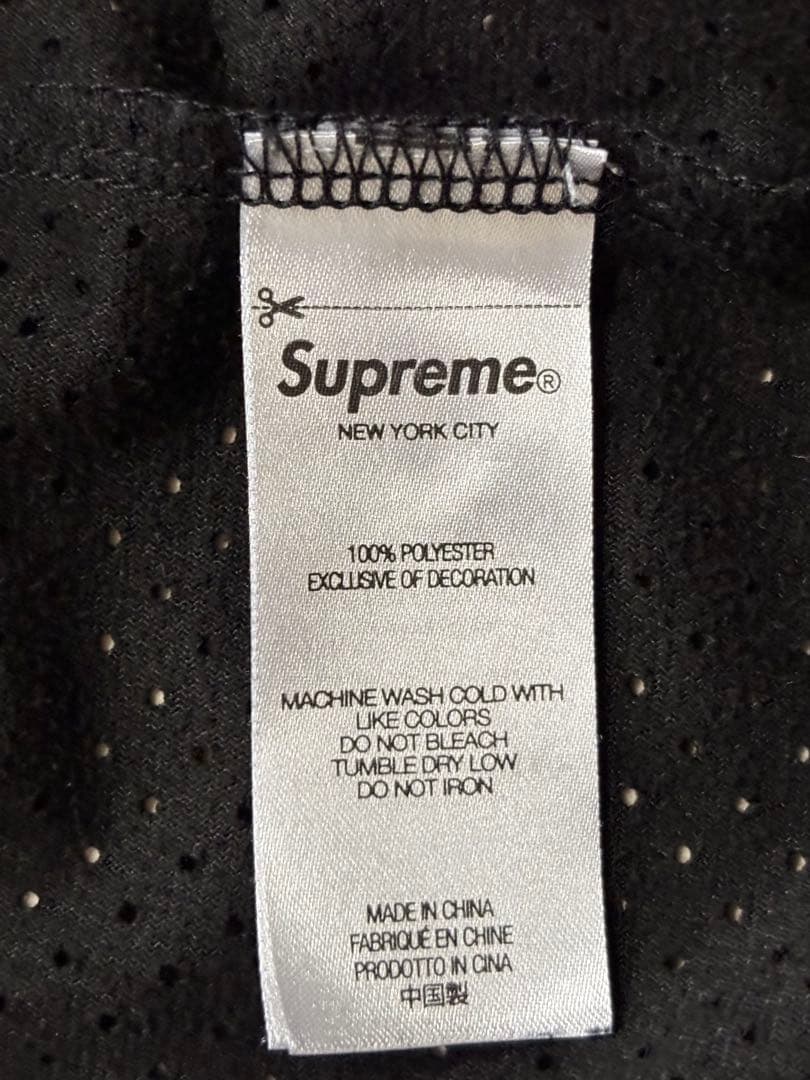 Supreme®
NEW YORK CITY
100% POLYESTER
EXCLUSIVE OF DECORATION
MACHINE WASH COLD WITH
LIKE COLORS
DO NOT BLEACH
TUMBLE DRY LOW
DO NOT IRON
MADE IN CHINA
FABRIQUÉ EN CHINE
PRODOTTO IN CINA
中国製